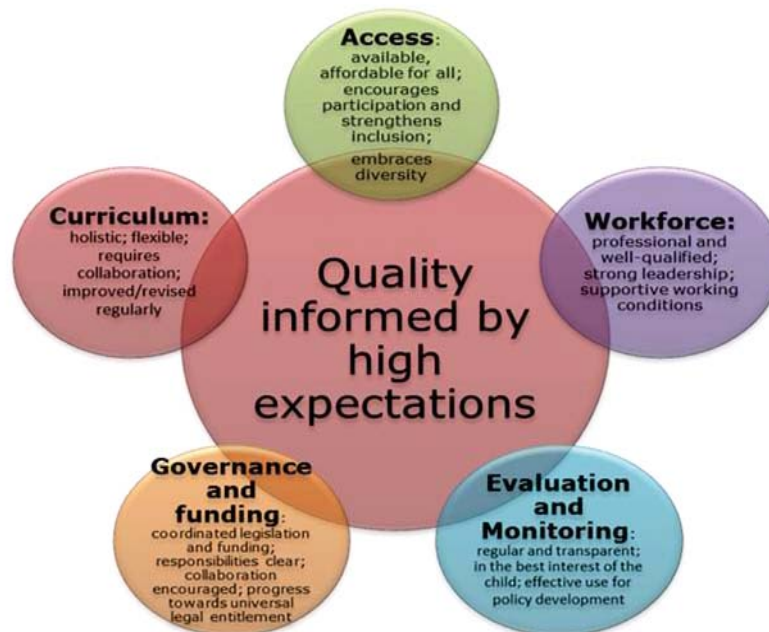 Access:
available,
affordable for all;
encourages
participation and
strengthens
inclusion;
embraces
diversity
Curriculum:
holistic; flexible;
requires
collaboration;
improved/revised
regularly
Workforce:
professional and
well-qualified;
strong leadership;
supportive working
conditions
Quality
informed by
high
expectations
Governance
and
funding:
coordinated legislation
and funding;
responsibilities clear;
collaboration
encouraged; progress
towards universal
legal entitlement
Evaluation
and
Monitoring:
regular and transparent;
in the best interest of the
child; effective use for
policy development